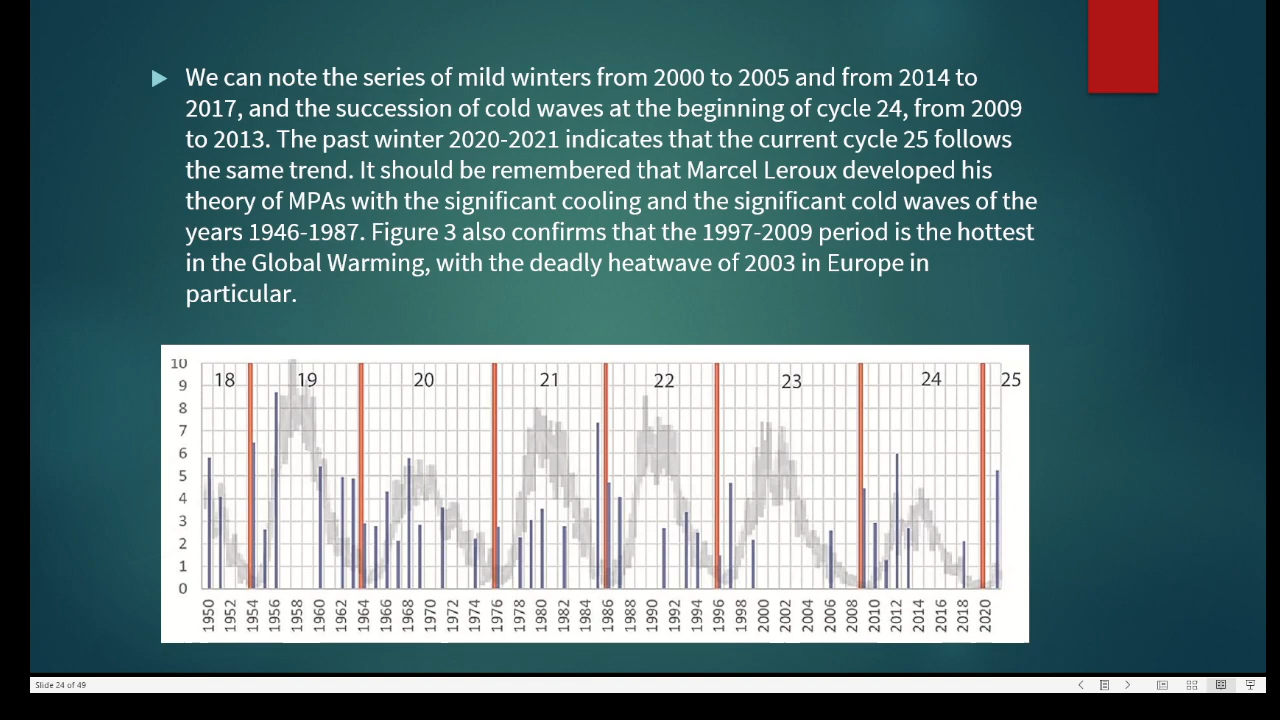 We can note the series of mild winters from 2000 to 2005 and from 2014 to
2017, and the succession of cold waves at the beginning of cycle 24, from 2009
to 2013. The past winter 2020-2021 indicates that the current cycle 25 follows
the same trend. It should be remembered that Marcel Leroux developed his
theory of MPAs with the significant cooling and the significant cold waves of the
years 1946-1987. Figure 3 also confirms that the 1997-2009 period is the hottest
in the Global Warming, with the deadly heatwave of 2003 in Europe in
particular.
18 19 20 21 22 23 24 25
10
9
8
7
6
5
4
3
2
1
0
1950 1952 1954 1956 1958 1960 1962 1964 1966 1968 1970 1972 1974 1976 1978 1980 1982 1984 1986 1988 1990 1992 1994 1996 1998 2000 2002 2004 2006 2008 2010 2012 2014 2016 2018 2020
Slide 24 of 49